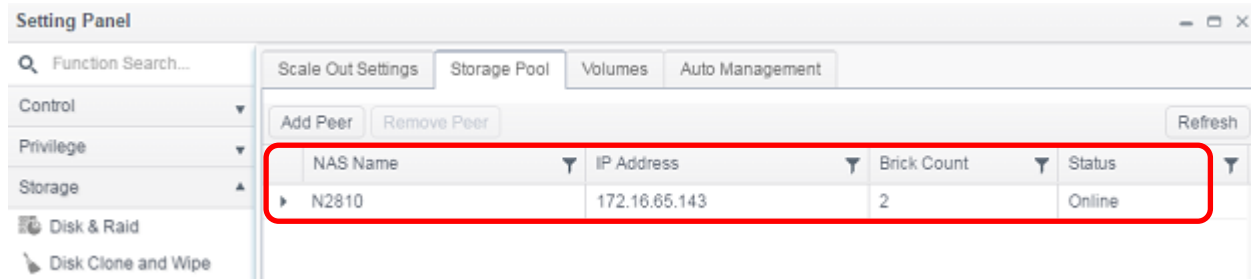 Setting Panel
Function Search...
Control
Privilege
Storage
Disk & Raid
Disk Clone and Wipe
Scale Out Settings Storage Pool Volumes Auto Management
Add Peer Remove Peer Refresh
NAS Name IP Address Brick Count Status
N2810 172.16.65.143 2 Online